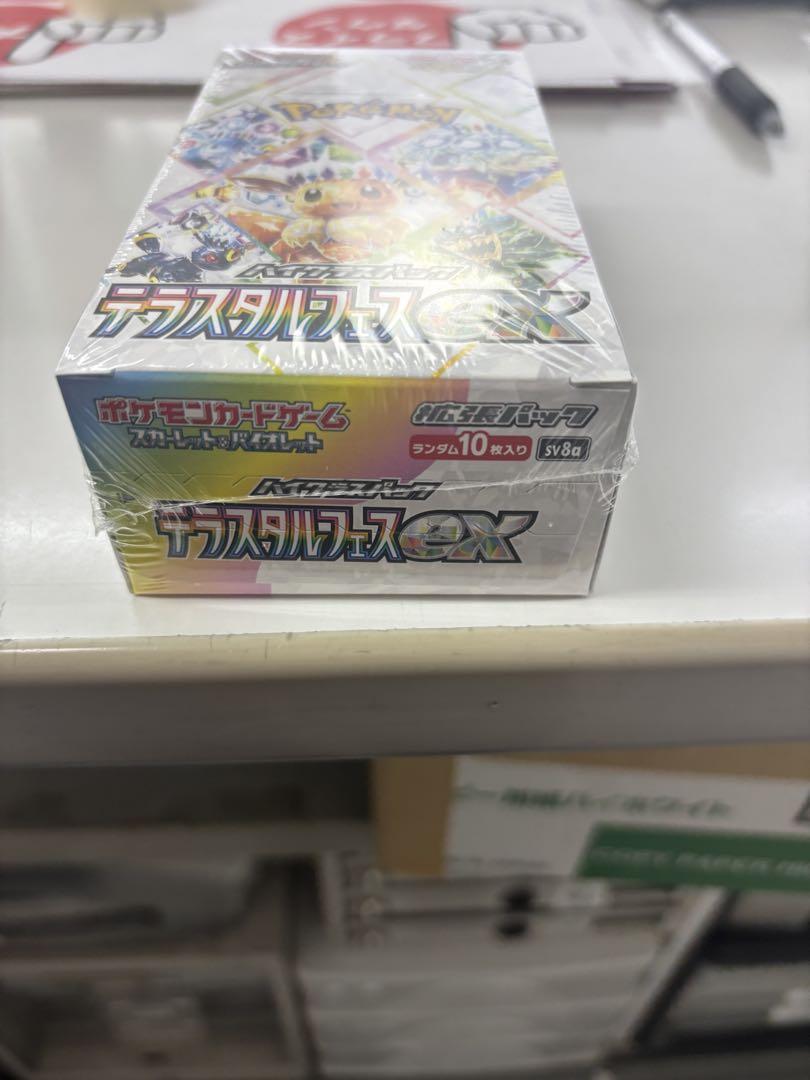 Pokémon
ハイクラスパック
テラスタルフェスex
ポケモンカードゲーム
スカーレット&バイオレット
拡張パック
ランダム10枚入り
SV8a
ハイクラスパック
テラスタルフェスex